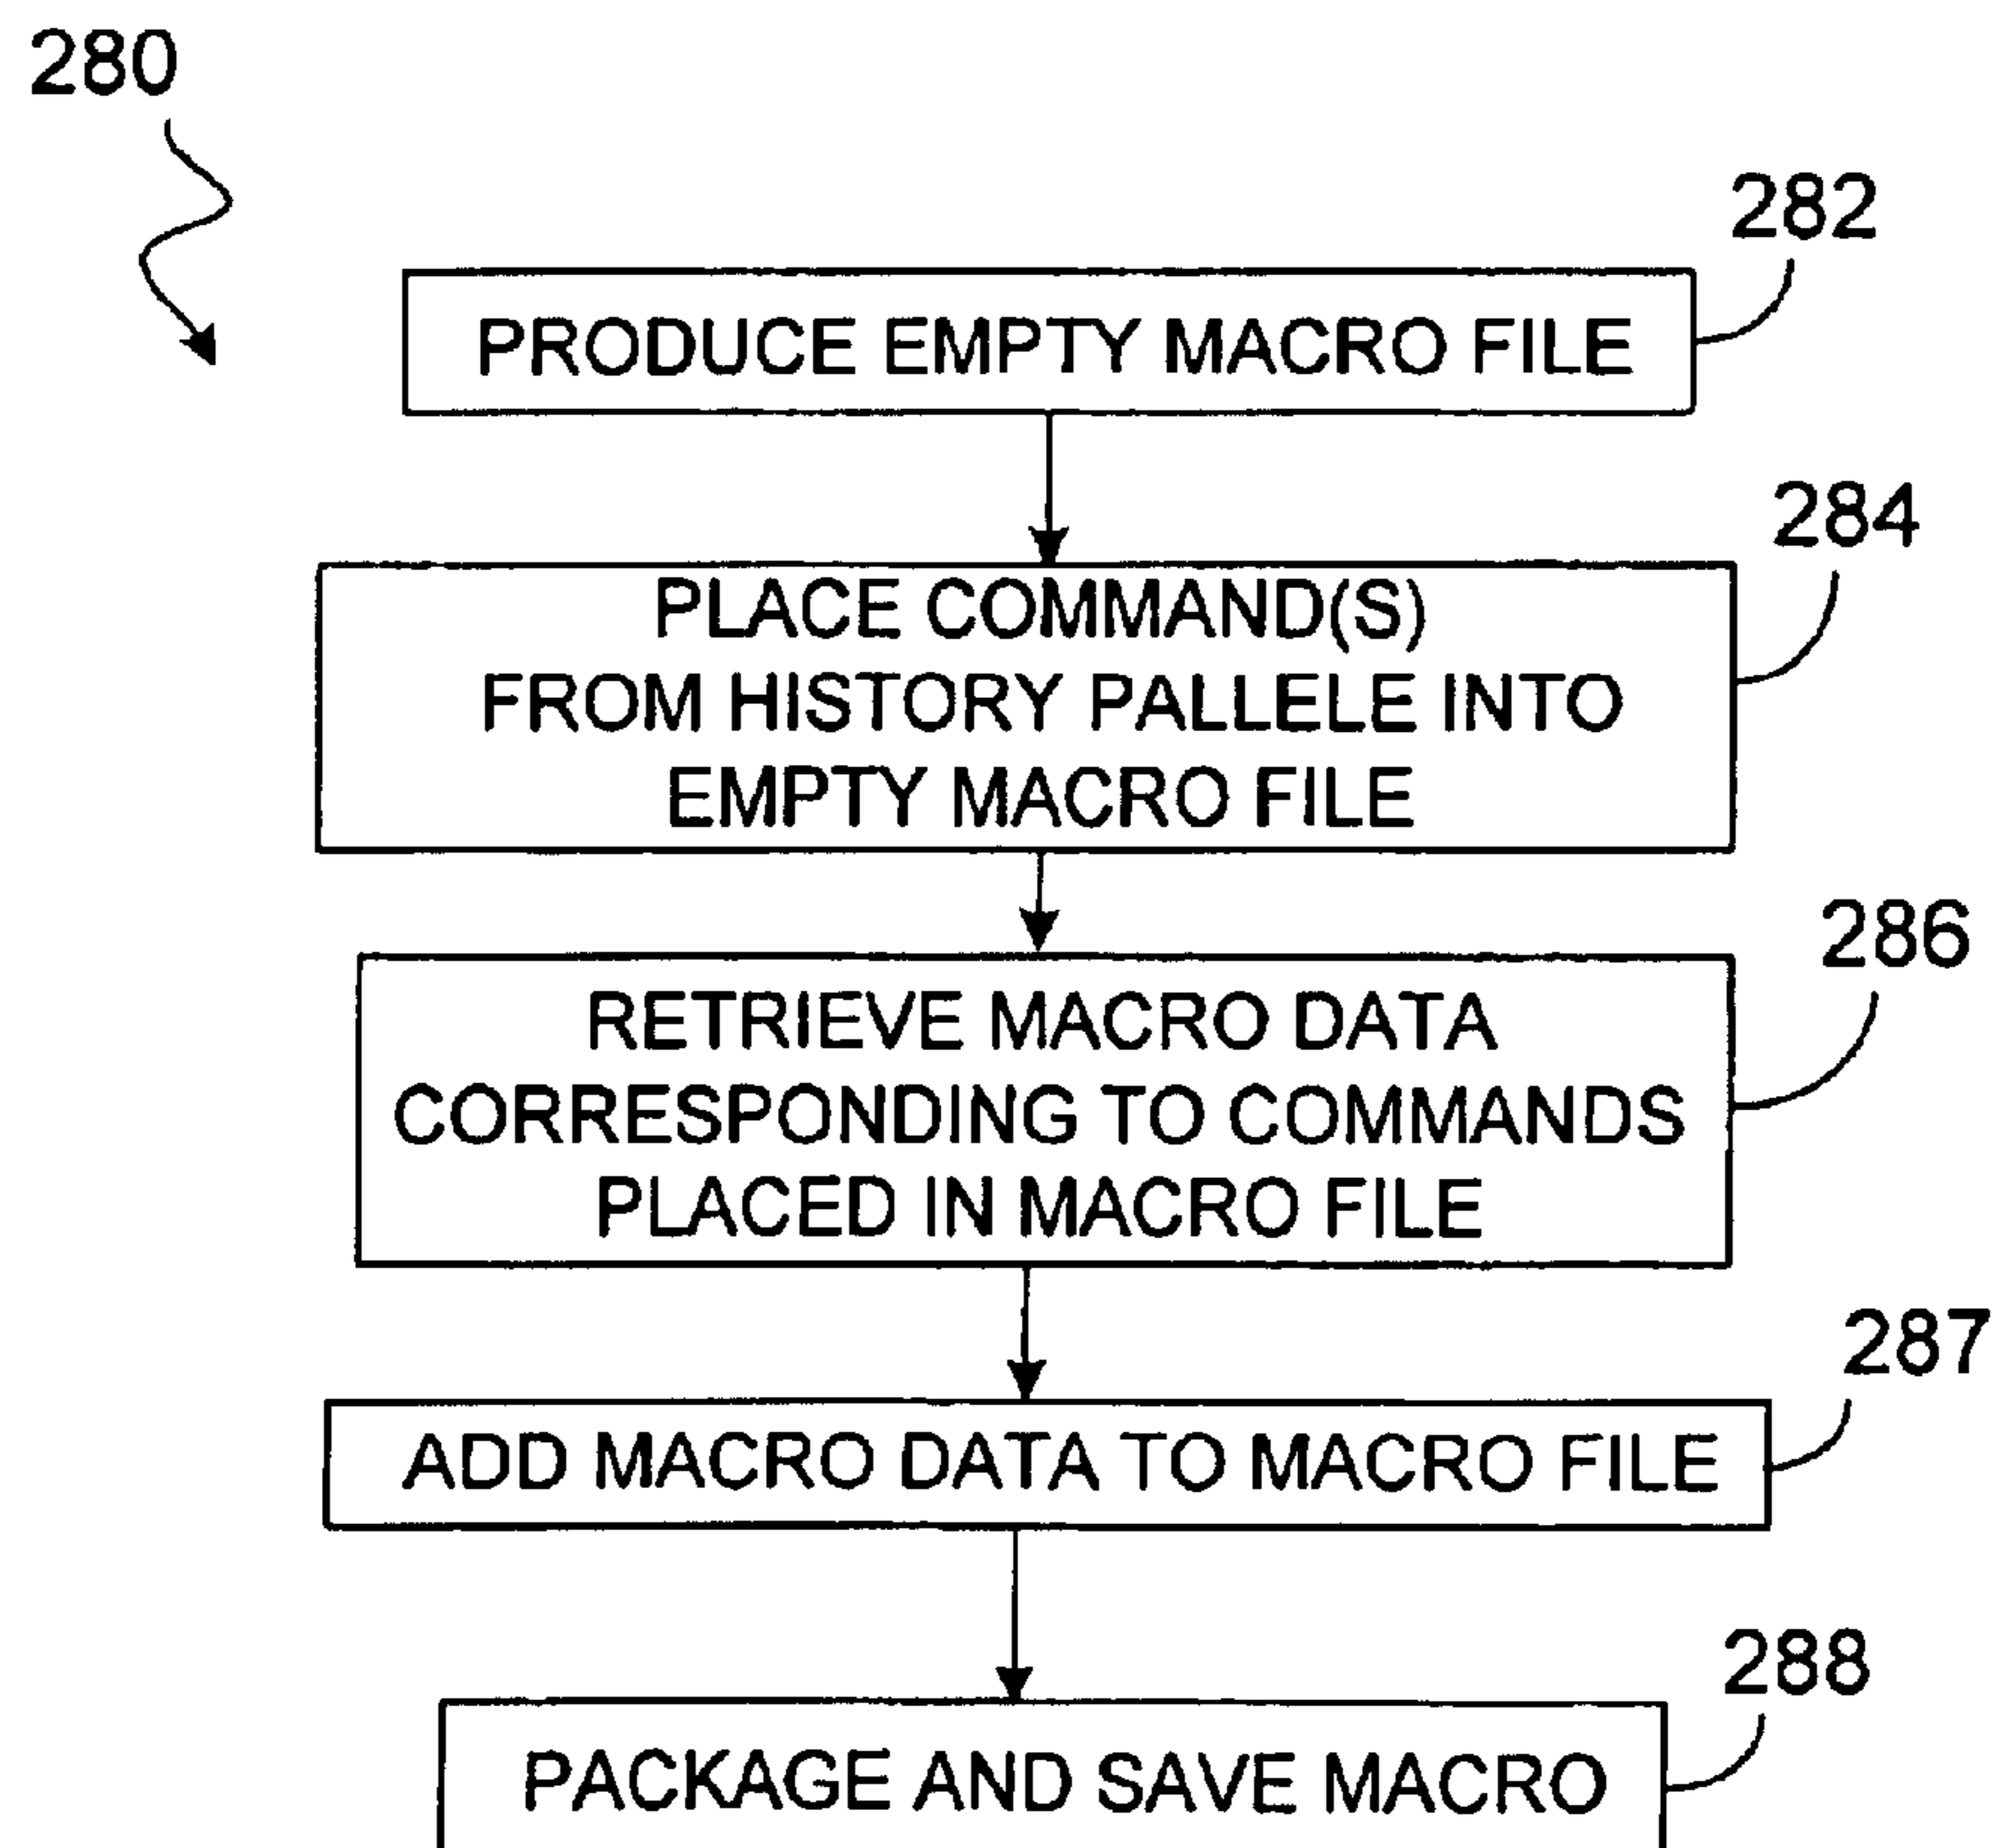 280
282
PRODUCE EMPTY MACRO FILE
284
PLACE COMMAND(S)
FROM HISTORY PALLELE INTO
EMPTY MACRO FILE
286
RETRIEVE MACRO DATA
CORRESPONDING TO COMMANDS
PLACED IN MACRO FILE
287
ADD MACRO DATA TO MACRO FILE
288
PACKAGE AND SAVE MACRO